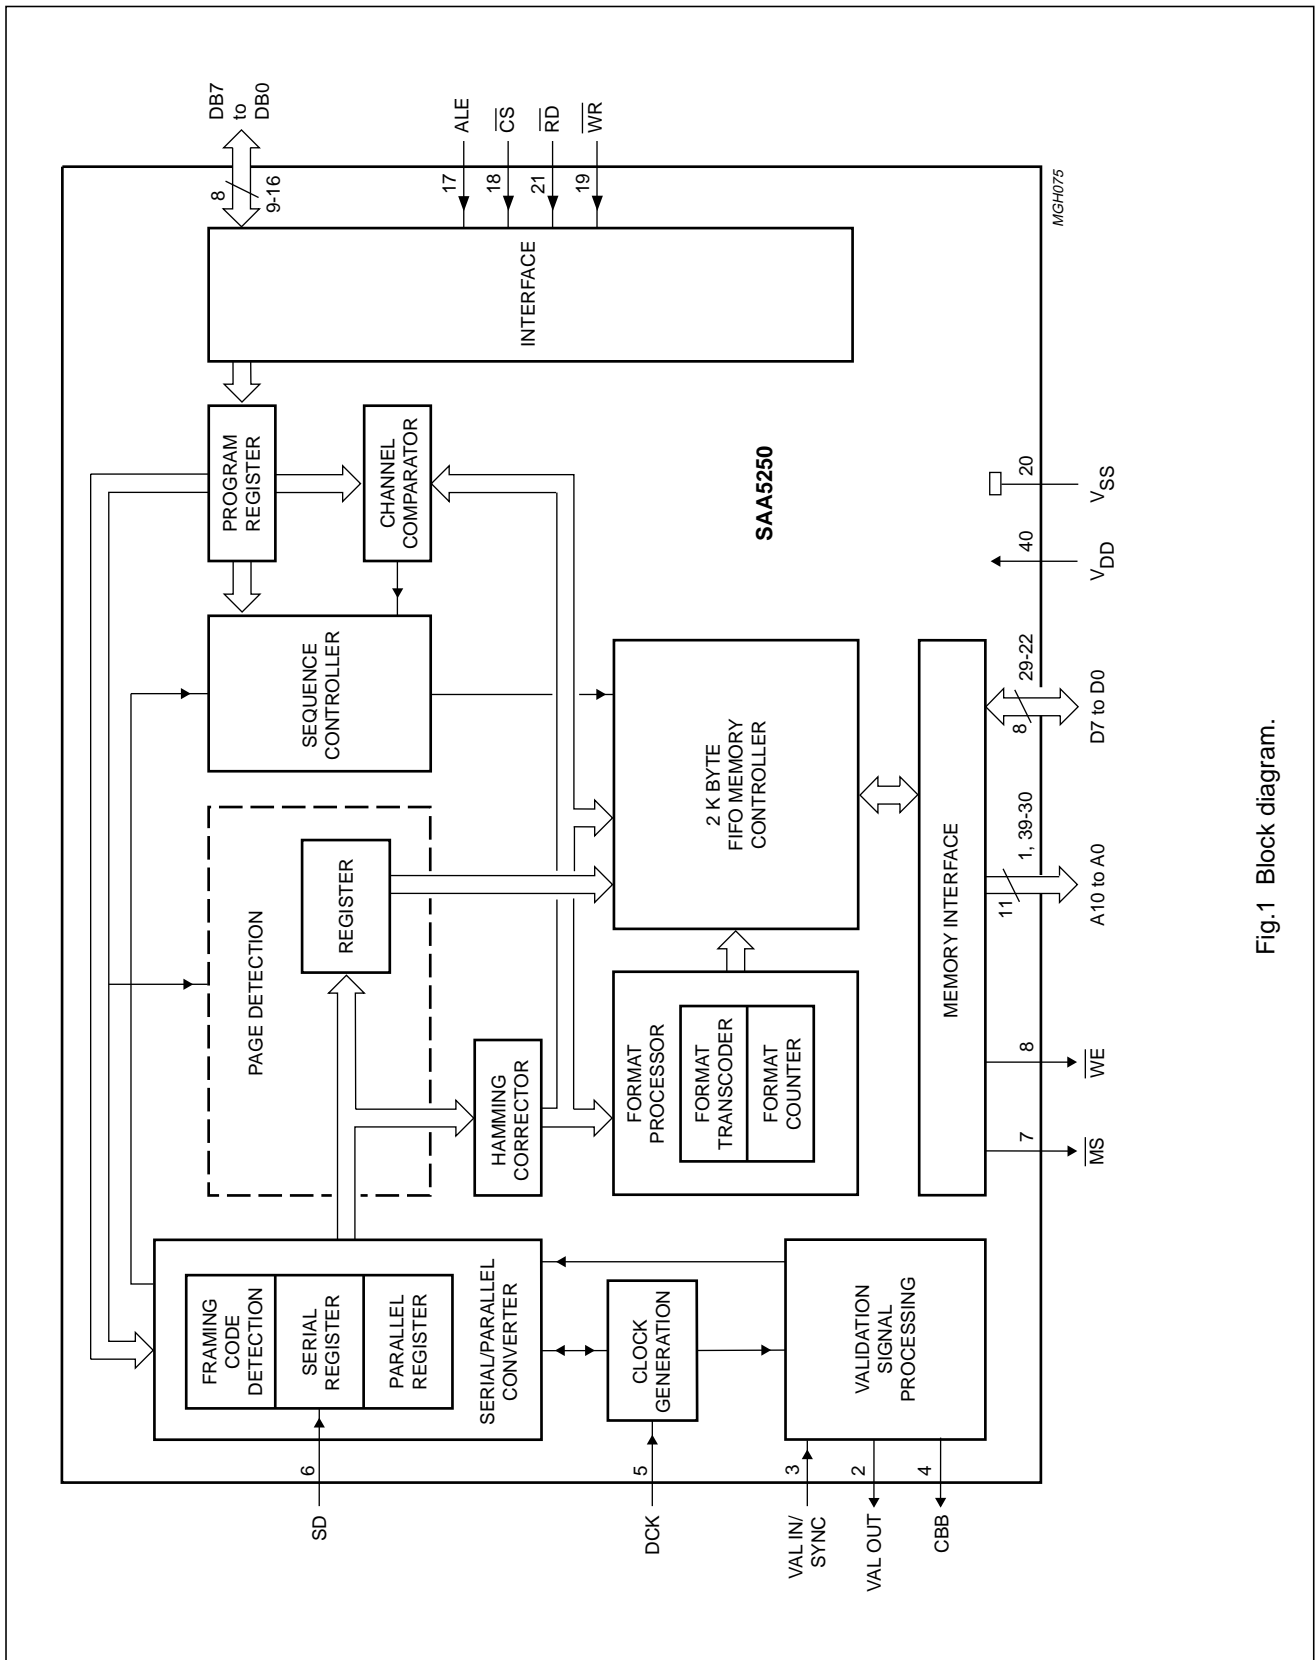 SD
6
DCK
5
VAL IN/
SYNC
3
VAL OUT
2
CBB
4
FRAMING
CODE
DETECTION
SERIAL
REGISTER
PARALLEL
REGISTER
SERIAL/PARALLEL
CONVERTER
CLOCK
GENERATION
VALIDATION
SIGNAL
PROCESSING
PAGE DETECTION
REGISTER
HAMMING
CORRECTOR
FORMAT
PROCESSOR
FORMAT
TRANSCODER
FORMAT
COUNTER
SEQUENCE
CONTROLLER
2 K BYTE
FIFO MEMORY
CONTROLLER
MEMORY INTERFACE
PROGRAM
REGISTER
CHANNEL
COMPARATOR
INTERFACE
SAA5250
DB7
to
DB0
8
9-16
ALE
17
CS
18
RD
21
WR
19
7
MS
8
WE
11
1, 39-30
A10 to A0
8
29-22
D7 to D0
40
VDD
20
VSS
MGH075
Fig.1 Block diagram.